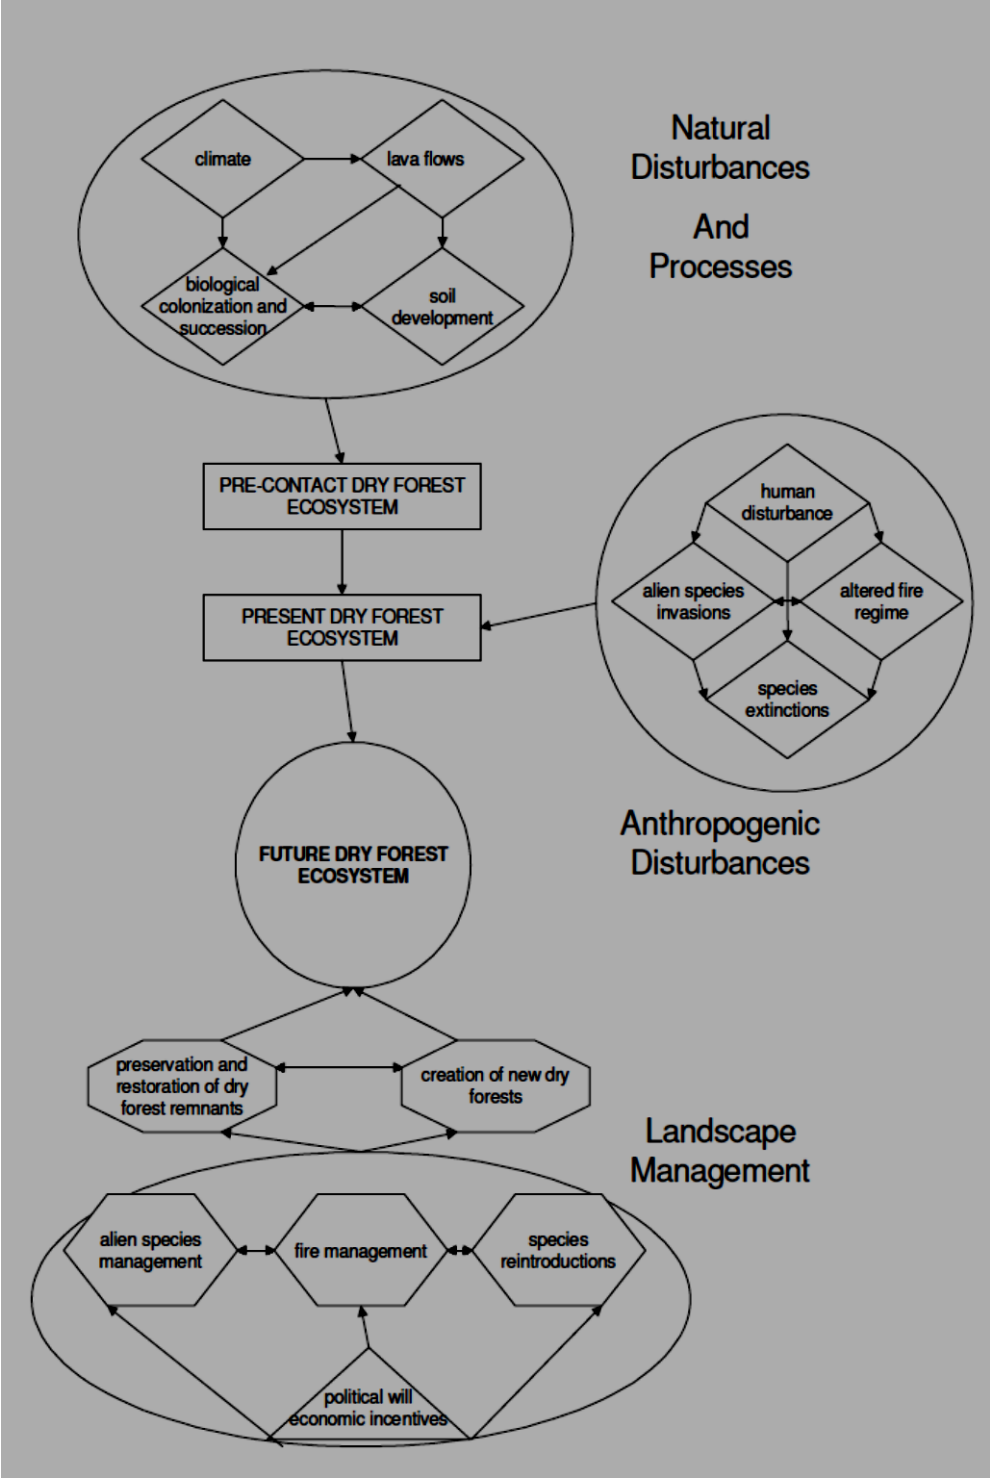 Natural
Disturbances
And
Processes
climate
lava flows
biological
colonization and
succession
soil
development
PRE-CONTACT DRY FOREST
ECOSYSTEM
human
disturbance
alien species
invasions
altered fire
regime
PRESENT DRY FOREST
ECOSYSTEM
species
extinctions
Anthropogenic
Disturbances
FUTURE DRY FOREST
ECOSYSTEM
preservation and
restoration of dry
forest remnants
creation of new dry
forests
Landscape
Management
alien species
management
fire management
species
reintroductions
political will
economic incentives